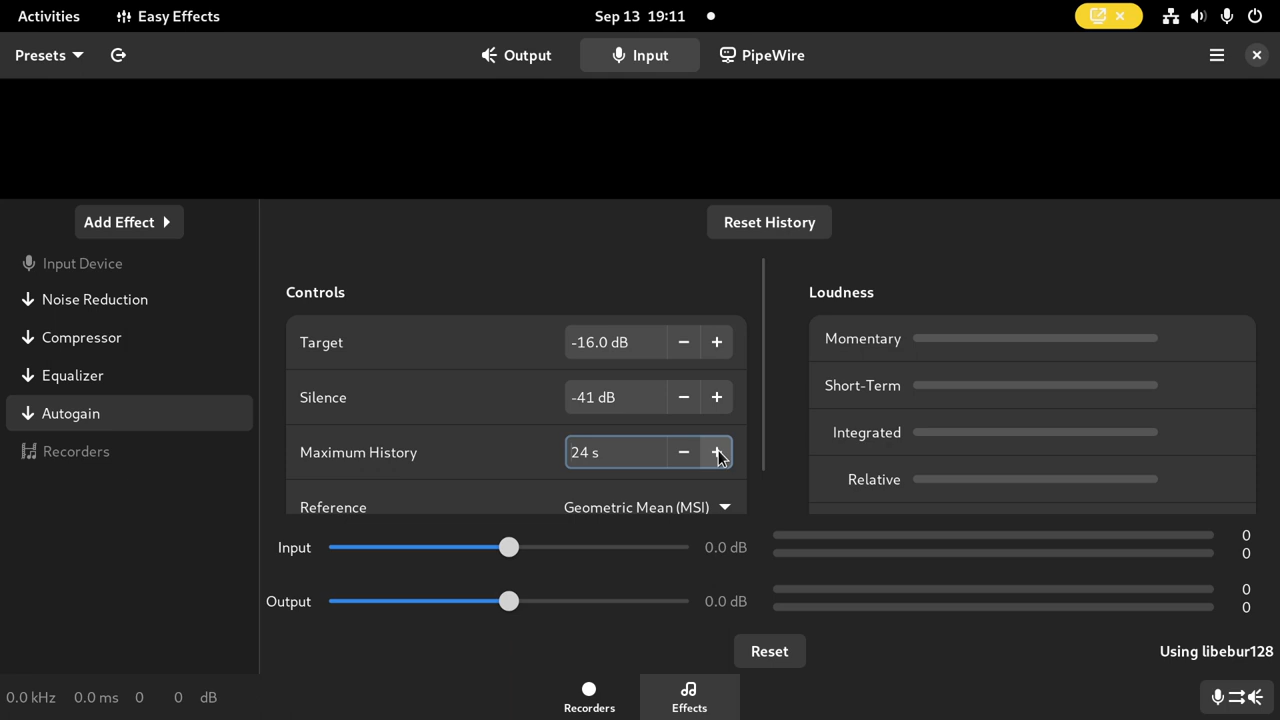 Activities
Easy Effects
Sep 13 19:11
Presets
Output
Input
PipeWire
Add Effect
Reset History
Input Device
Noise Reduction
Compressor
Equalizer
Autogain
Recorders
Controls
Target
-16.0 dB
Silence
-41 dB
Maximum History
24 s
Reference
Geometric Mean (MSI)
Loudness
Momentary
Short-Term
Integrated
Relative
Input
0.0 dB
0
0
Output
0.0 dB
0
0
Reset
Using libebur128
0.0 kHz 0.0 ms 0 0 dB
Recorders
Effects